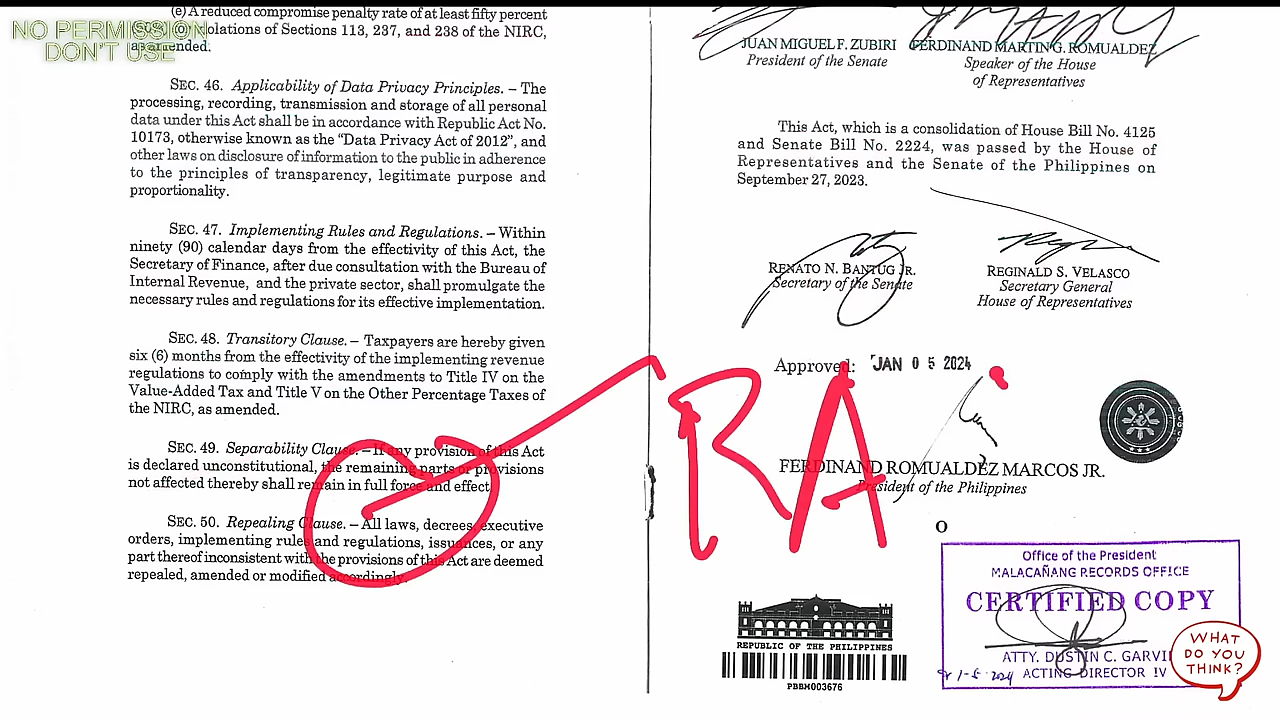 NO PERMISSION
DON'T USE
(e) A reduced compromise penalty rate of at least fifty percent
violations of Sections 113, 237, and 238 of the NIRC,
as amended.
SEC. 46. Applicability of Data Privacy Principles. – The
processing, recording, transmission and storage of all personal
data under this Act shall be in accordance with Republic Act No.
10173, otherwise known as the “Data Privacy Act of 2012”, and
other laws on disclosure of information to the public in adherence
to the principles of transparency, legitimate purpose and
proportionality.
SEC. 47. Implementing Rules and Regulations. – Within
ninety (90) calendar days from the effectivity of this Act, the
Secretary of Finance, after due consultation with the Bureau of
Internal Revenue, and the private sector, shall promulgate the
necessary rules and regulations for its effective implementation.
SEC. 48. Transitory Clause. – Taxpayers are hereby given
six (6) months from the effectivity of the implementing revenue
regulations to comply with the amendments to Title IV on the
Value-Added Tax and Title V on the Other Percentage Taxes of
the NIRC, as amended.
SEC. 49. Separability Clause. – If any provision of this Act
is declared unconstitutional, the remaining parts or provisions
not affected thereby shall remain in full force and effect.
SEC. 50. Repealing Clause. – All laws, decrees, executive
orders, implementing rules and regulations, issuances, or any
part thereof inconsistent with the provisions of this Act are deemed
repealed, amended or modified accordingly.
JUAN MIGUEL F. ZUBIRI FERDINAND MARTIN G. ROMUALDEZ
President of the Senate Speaker of the House
of Representatives
This Act, which is a consolidation of House Bill No. 4125
and Senate Bill No. 2224, was passed by the House of
Representatives and the Senate of the Philippines on
September 27, 2023.
RENATO N. BANTUG JR. REGINALD S. VELASCO
Secretary of the Senate Secretary General
House of Representatives
Approved: JAN 05 2024
RA
FERDINAND ROMUALDEZ MARCOS JR.
President of the Philippines
O
REPUBLIC OF THE PHILIPPINES
PBBM003676
Office of the President
MALACAÑANG RECORDS OFFICE
CERTIFIED COPY
ATTY. DUSTIN C. GARVI
ACTING DIRECTOR IV
WHAT
DO YOU
THINK?